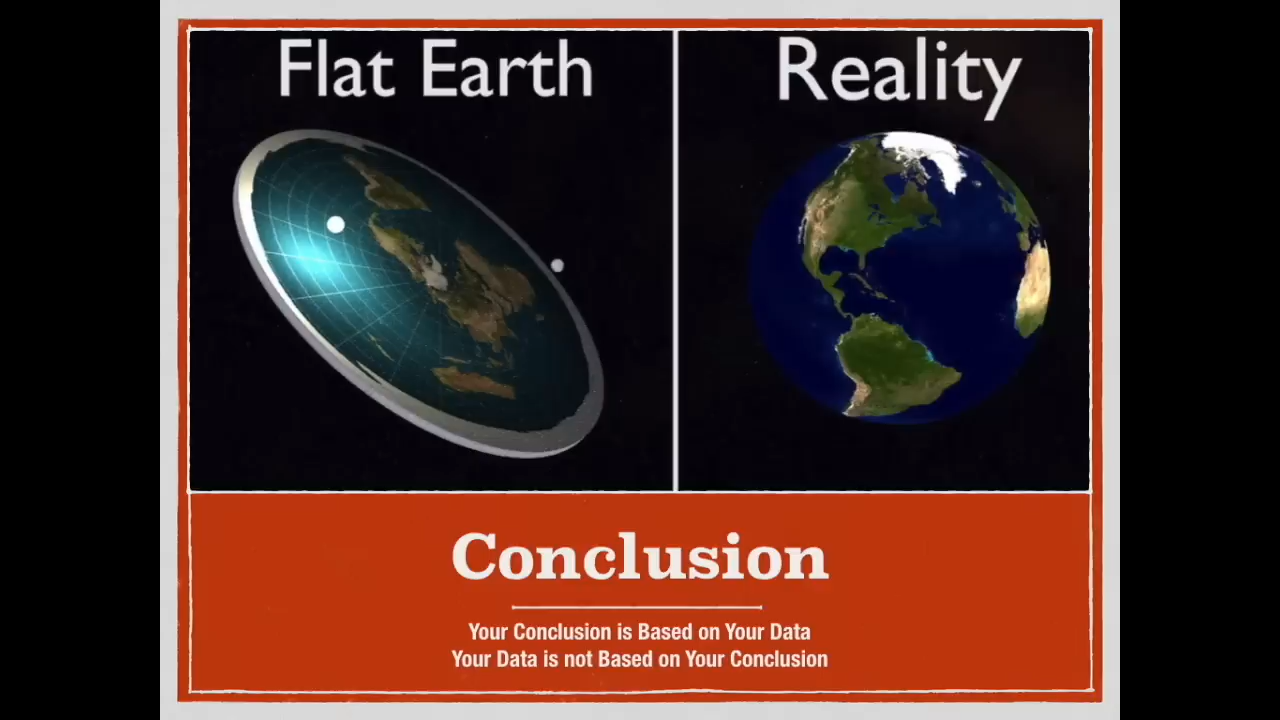 Flat Earth
Reality
Conclusion
Your Conclusion is Based on Your Data
Your Data is not Based on Your Conclusion